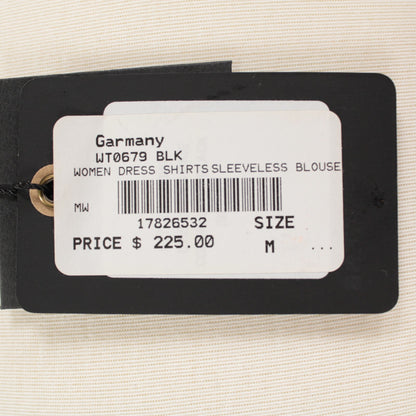 Garmany
WT0679 BLK
WOMEN DRESS SHIRTS SLEEVELESS BLOUSE
MW
17826532 SIZE
PRICE $ 225.00 M ...